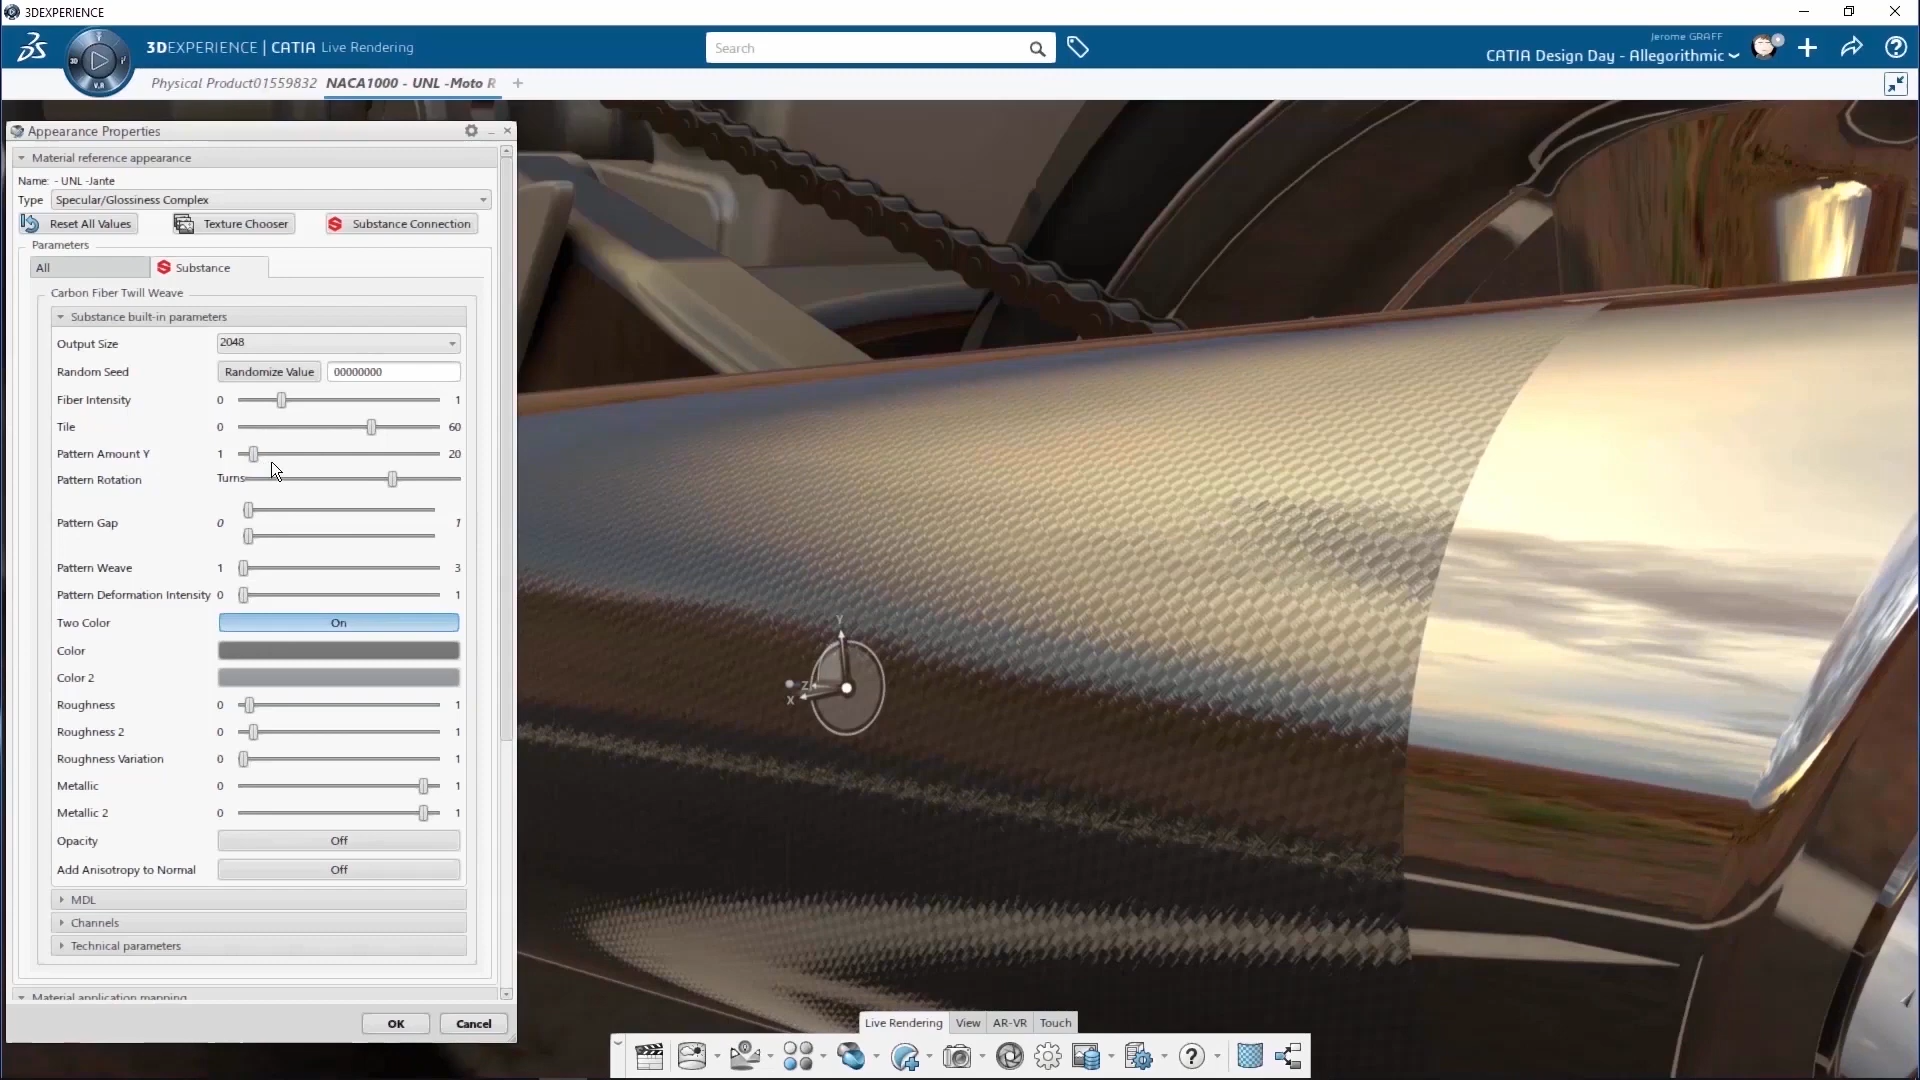 3DEXPERIENCE
3DEXPERIENCE | CATIA Live Rendering
Search
Jerome GRAFF
CATIA Design Day - Allegorithmic
3D
i'
V.R
Physical Product01559832
NACA1000 - UNL -Moto R
Appearance Properties
Material reference appearance
Name: - UNL -Jante
Type Specular/Glossiness Complex
Reset All Values Texture Chooser Substance Connection
Parameters
All Substance
Carbon Fiber Twill Weave
Substance built-in parameters
Output Size 2048
Random Seed Randomize Value 00000000
Fiber Intensity 0 1
Tile 0 60
Pattern Amount Y 1 20
Pattern Rotation Turns
Pattern Gap 0 1
Pattern Weave 1 3
Pattern Deformation Intensity 0 1
Two Color On
Color
Color 2
Roughness 0 1
Roughness 2 0 1
Roughness Variation 0 1
Metallic 0 1
Metallic 2 0 1
Opacity Off
Add Anisotropy to Normal Off
MDL
Channels
Technical parameters
Material application mapping
OK Cancel
Y
Z
X
Live Rendering View AR-VR Touch